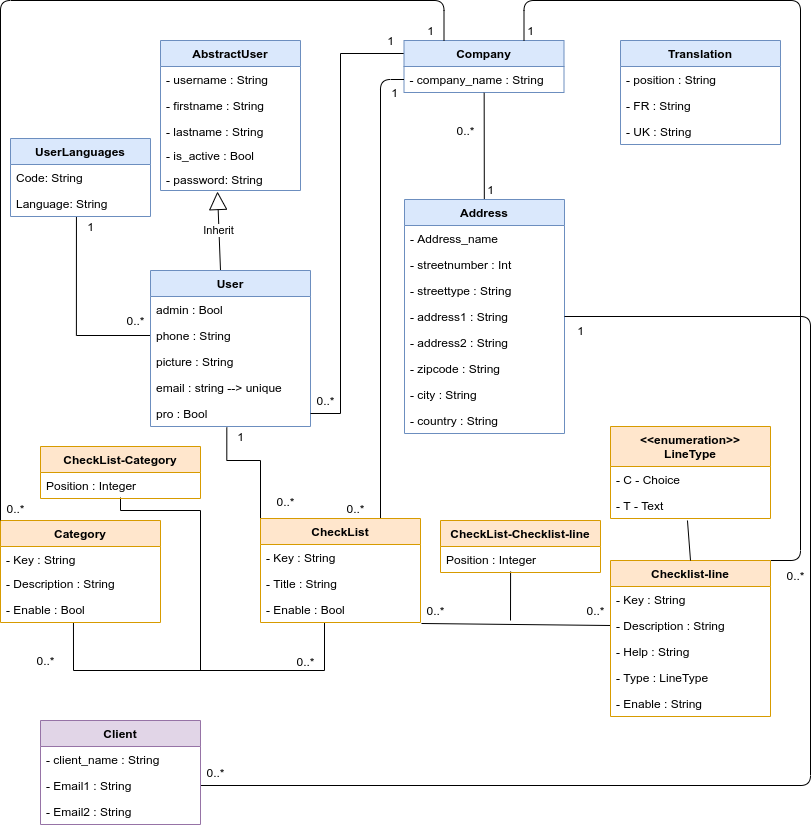 1
1
AbstractUser
- username : String
- firstname : String
- lastname : String
- is_active : Bool
- password: String
1
Company
- company_name : String
1
Translation
- position : String
- FR : String
- UK : String
UserLanguages
Code: String
Language: String
1
0..*
1
Inherit
Address
- Address_name
- streetnumber : Int
- streettype : String
- address1 : String
- address2 : String
- zipcode : String
- city : String
- country : String
1
User
admin : Bool
phone : String
picture : String
email : string --> unique
pro : Bool
0..*
0..*
1
CheckList-Category
Position : Integer
<<enumeration>>
LineType
- C - Choice
- T - Text
0..*
0..*
0..*
Category
- Key : String
- Description : String
- Enable : Bool
CheckList
- Key : String
- Title : String
- Enable : Bool
CheckList-Checklist-line
Position : Integer
0..*
0..*
0..*
Checklist-line
- Key : String
- Description : String
- Help : String
- Type : LineType
- Enable : String
0..*
0..*
Client
- client_name : String
- Email1 : String
- Email2 : String
0..*